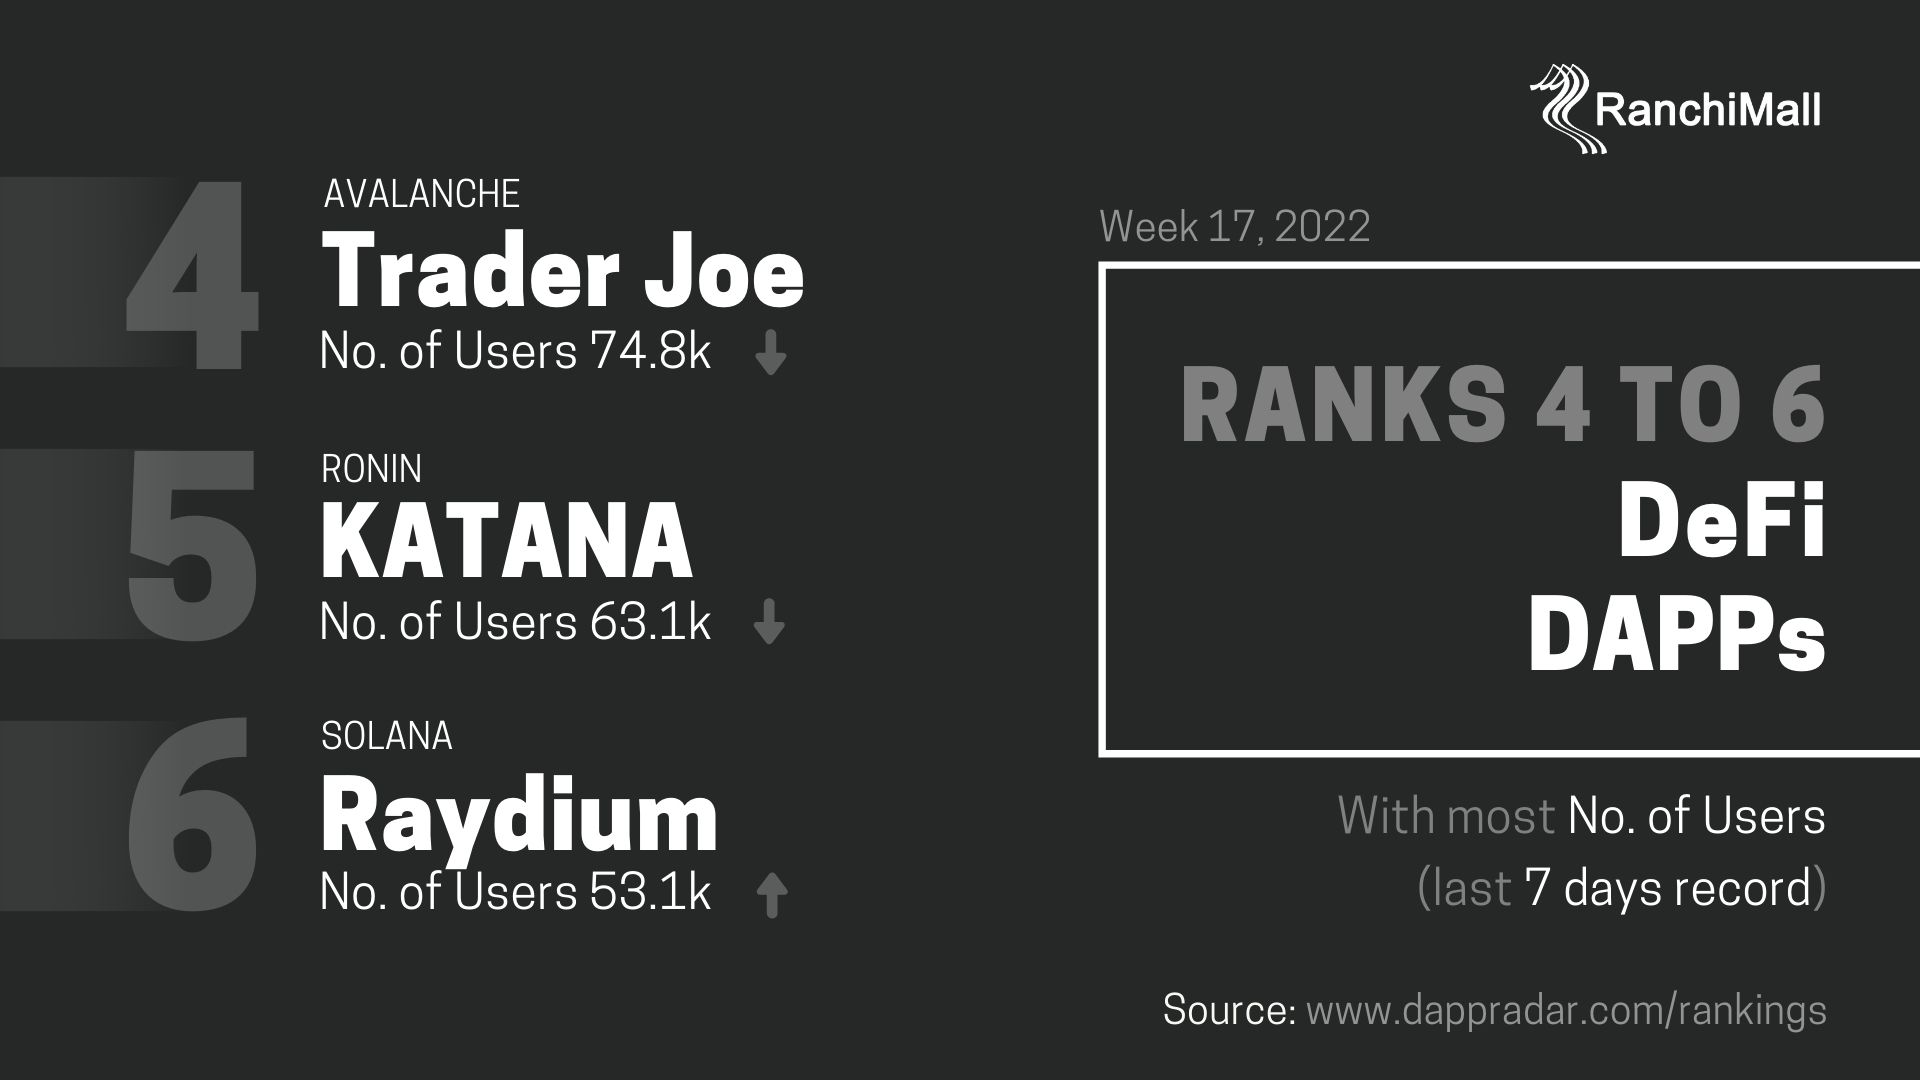 RanchiMall
4
AVALANCHE
Trader Joe
No. of Users 74.8k
5
RONIN
KATANA
No. of Users 63.1k
6
SOLANA
Raydium
No. of Users 53.1k
Week 17, 2022
RANKS 4 TO 6
DeFi
DAPPs
With most No. of Users
(last 7 days record)
Source: www.dappradar.com/rankings